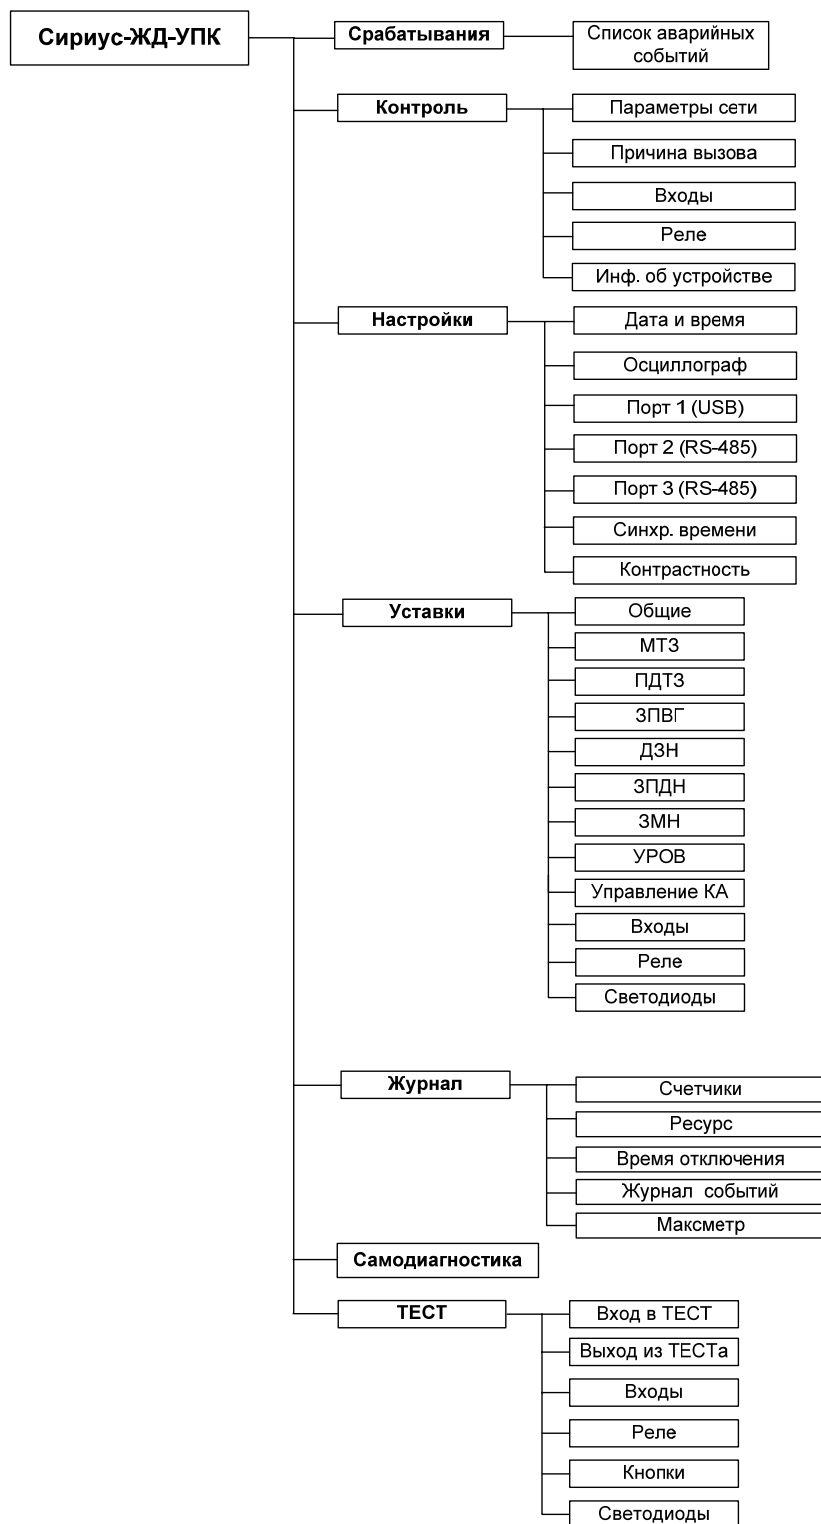 Сириус-ЖД-УПК
Срабатывания
Список аварийных
событий
Контроль
Параметры сети
Причина вызова
Входы
Реле
Инф. об устройстве
Настройки
Дата и время
Осциллограф
Порт 1 (USB)
Порт 2 (RS-485)
Порт 3 (RS-485)
Синхр. времени
Контрастность
Уставки
Общие
МТЗ
ПДТЗ
ЗПВГ
ДЗН
ЗПДН
ЗМН
УРОВ
Управление КА
Входы
Реле
Светодиоды
Журнал
Счетчики
Ресурс
Время отключения
Журнал событий
Максметр
Самодиагностика
ТЕСТ
Вход в ТЕСТ
Выход из ТЕСТа
Входы
Реле
Кнопки
Светодиоды